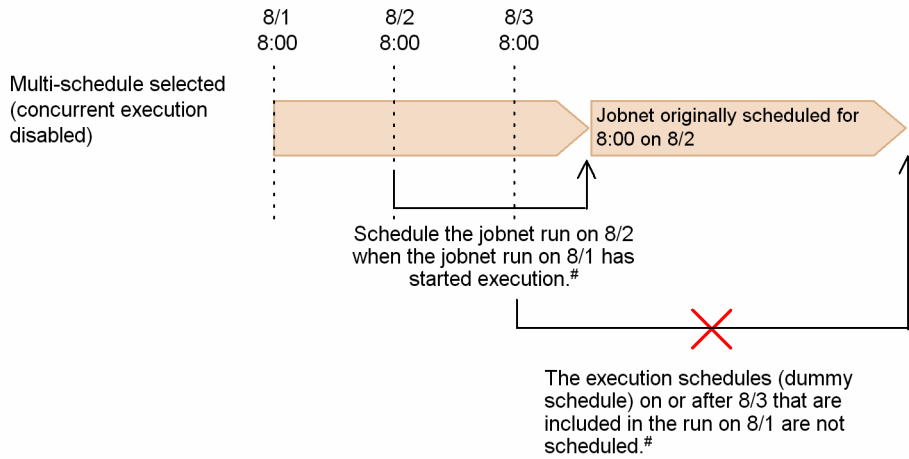 8/1 8/2 8/3
8:00 8:00 8:00
Multi-schedule selected
(concurrent execution
disabled)
Jobnet originally scheduled for
8:00 on 8/2
Schedule the jobnet run on 8/2
when the jobnet run on 8/1 has
started execution.#
The execution schedules (dummy
schedule) on or after 8/3 that are
included in the run on 8/1 are not
scheduled.#